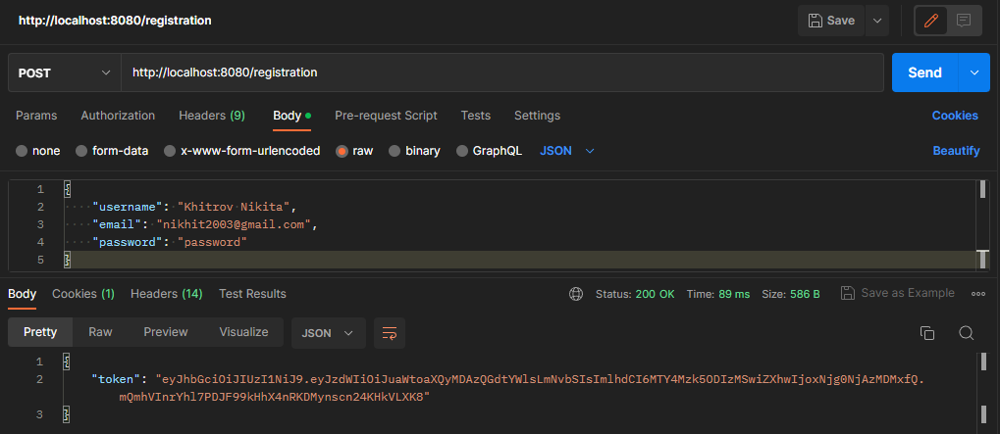 http://localhost:8080/registration
Save
POST
http://localhost:8080/registration
Send
Params Authorization Headers (9) Body Pre-request Script Tests Settings Cookies
none form-data x-www-form-urlencoded raw binary GraphQL JSON Beautify
1 {
2 "username": "Khitrov Nikita",
3 "email": "nikhit2003@gmail.com",
4 "password": "password"
5 }
Body Cookies (1) Headers (14) Test Results Status: 200 OK Time: 89 ms Size: 586 B Save as Example
Pretty Raw Preview Visualize JSON
1 {
2 "token": "eyJhbGciOiJIUzI1NiJ9.eyJzdWIiOiJuaWtoaXQyMDAzQGdtYWlsLmNvbSIsImlhdCI6MTY4Mzk5ODIzMSwiZXhwIjoxNjg0NjAzMDMxfQ.
mQmhVInrYhl7PDJF99kHhX4nRKDMynscn24KHkVLXK8"
3 }